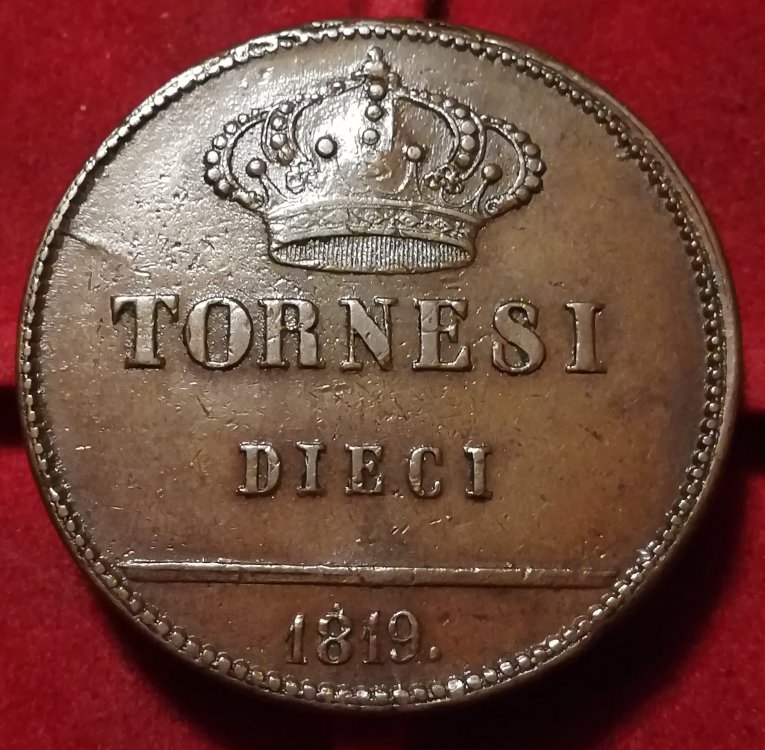 TORNESI
DIECI
1819.